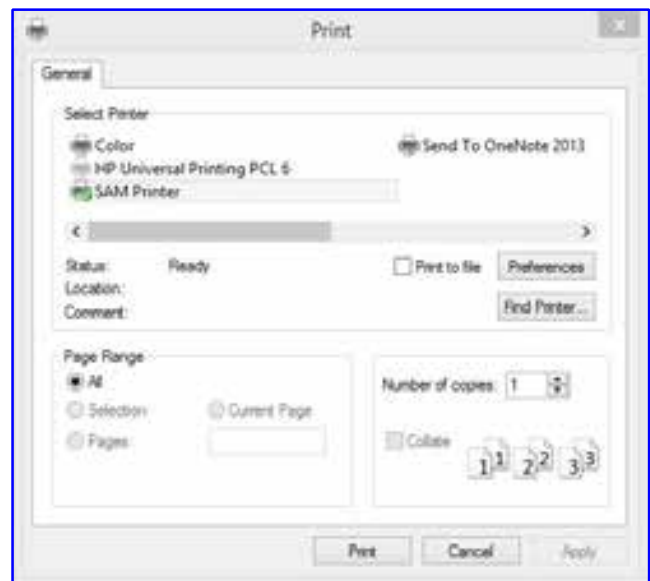 Print
General
Select Printer
Color
Send To OneNote 2013
HP Universal Printing PCL 6
SAM Printer
Status: Ready
Print to file
Preferences
Location:
Comment:
Find Printer...
Page Range
All
Number of copies: 1
Selection
Current Page
Pages
Collate
1 1 2 2 3 3
Print
Cancel
Apply